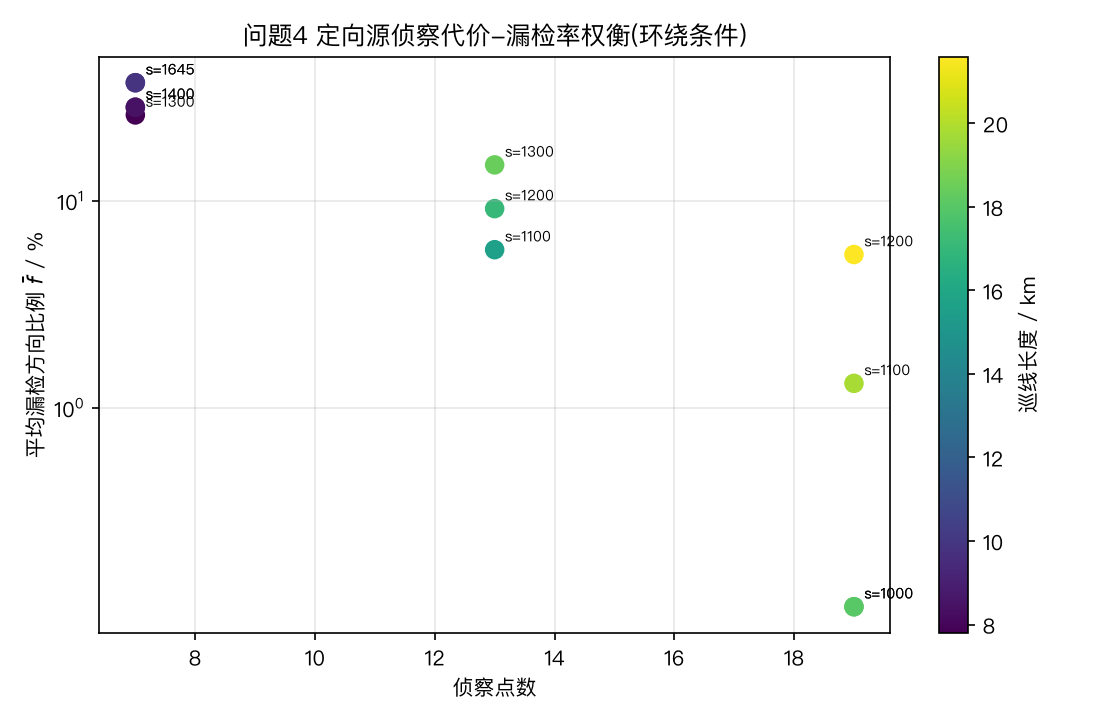 问题4 定向源侦察代价–漏检率权衡(环绕条件)
s=1645
s=1400
s=1300
s=1300
s=1200
s=1100
s=1200
s=1100
s=1000
10¹
10⁰
平均漏检方向比例 f̄ / %
8
10
12
14
16
18
侦察点数
20
18
16
14
12
10
8
巡线长度 / km